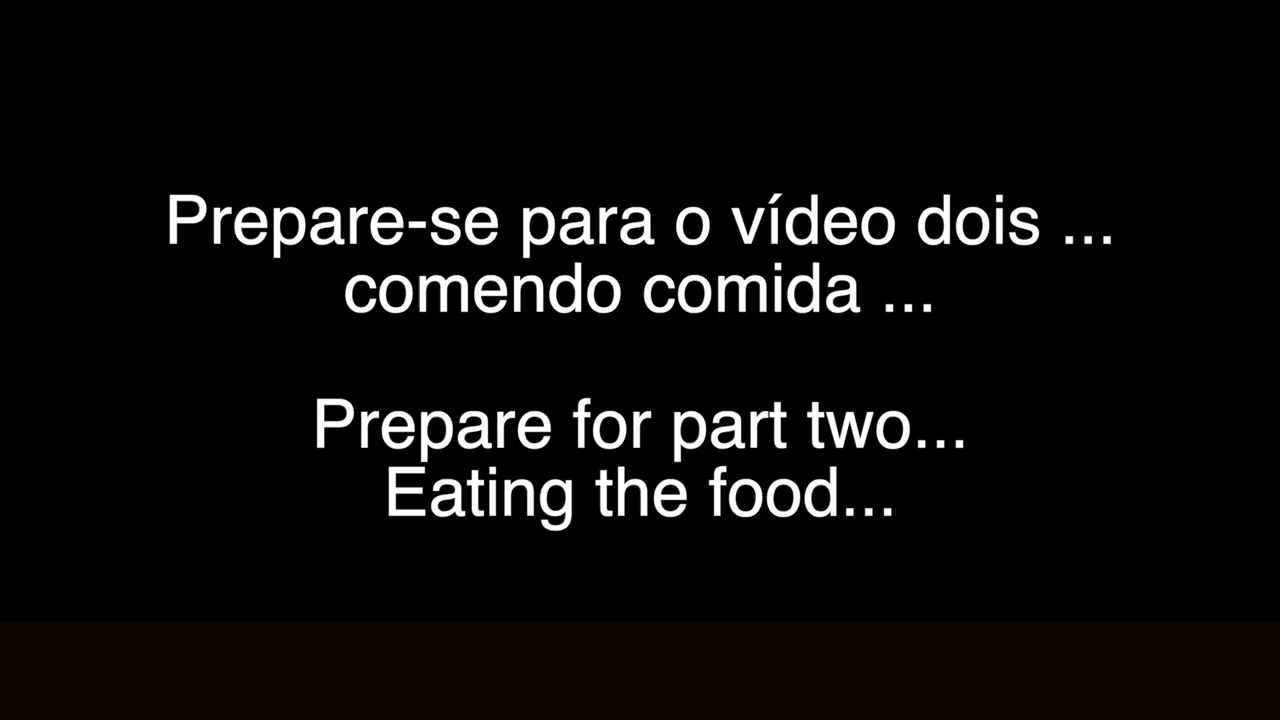 Prepare-se para o vídeo dois ...
comendo comida ...
Prepare for part two...
Eating the food...